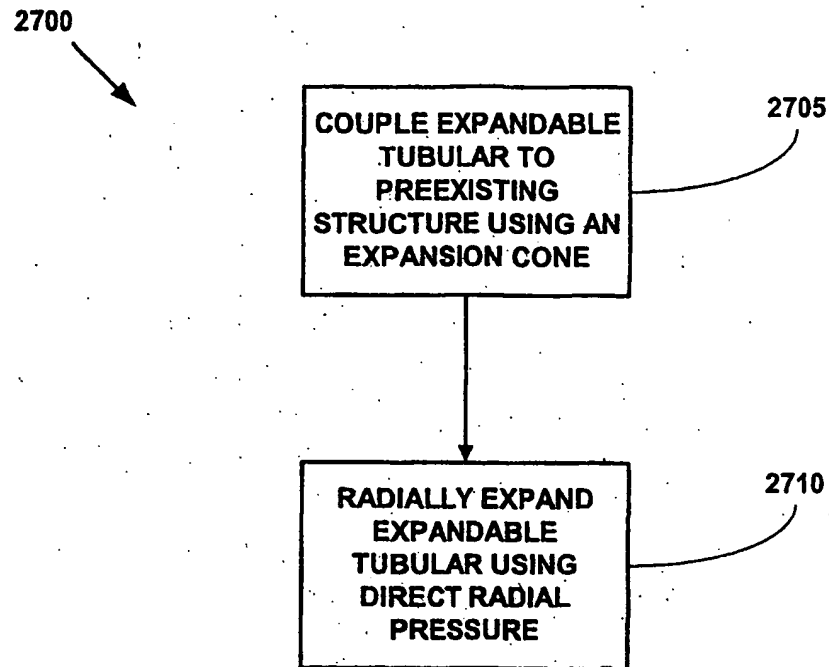 2700
COUPLE EXPANDABLE
TUBULAR TO
PREEXISTING
STRUCTURE USING AN
EXPANSION CONE
2705
RADIALLY EXPAND
EXPANDABLE
TUBULAR USING
DIRECT RADIAL
PRESSURE
2710